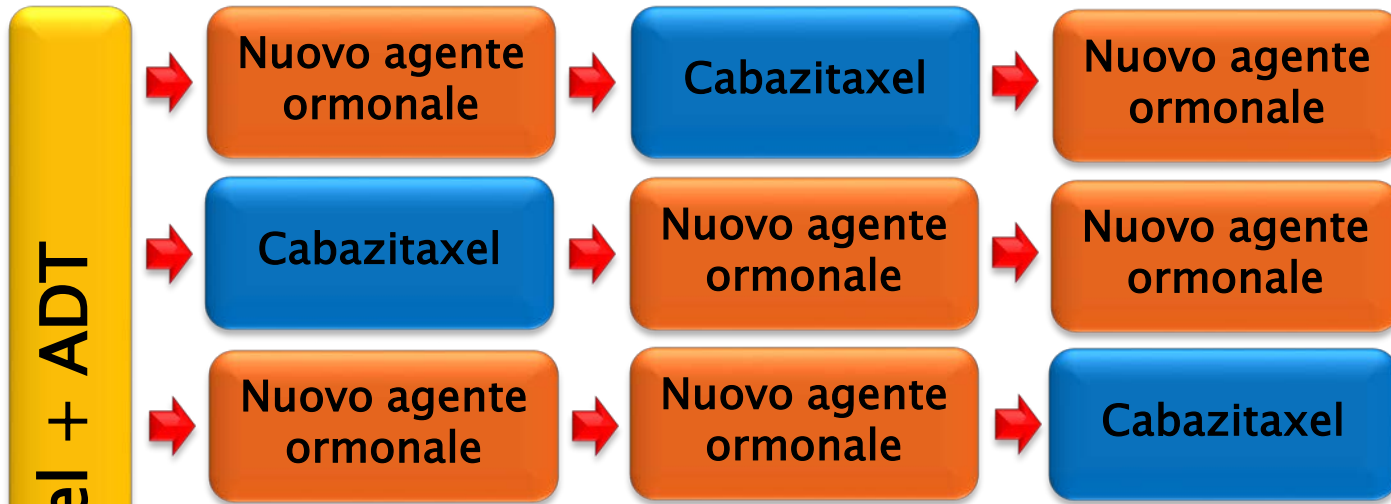 el + ADT
Nuovo agente
ormonale
Cabazitaxel
Nuovo agente
ormonale
Cabazitaxel
Nuovo agente
ormonale
Nuovo agente
ormonale
Nuovo agente
ormonale
Nuovo agente
ormonale
Cabazitaxel